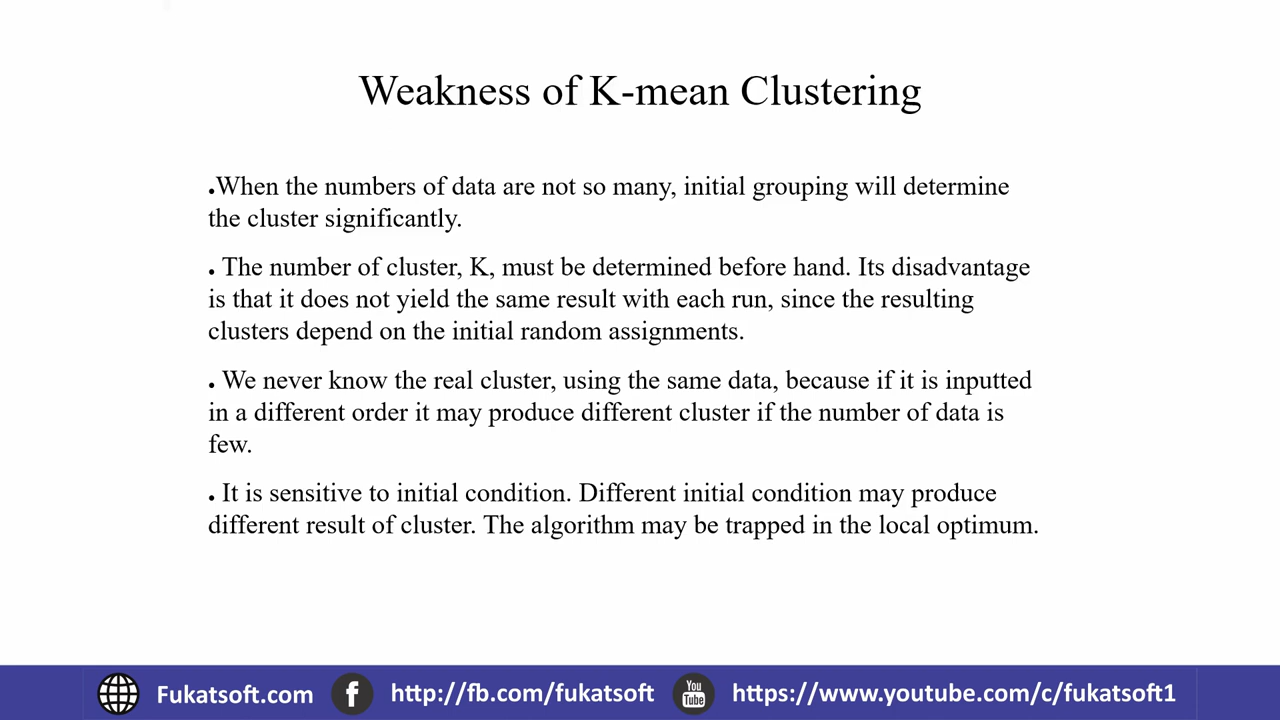 Weakness of K-mean Clustering
●When the numbers of data are not so many, initial grouping will determine
the cluster significantly.
● The number of cluster, K, must be determined before hand. Its disadvantage
is that it does not yield the same result with each run, since the resulting
clusters depend on the initial random assignments.
● We never know the real cluster, using the same data, because if it is inputted
in a different order it may produce different cluster if the number of data is
few.
● It is sensitive to initial condition. Different initial condition may produce
different result of cluster. The algorithm may be trapped in the local optimum.
Fukatsoft.com f http://fb.com/fukatsoft You Tube https://www.youtube.com/c/fukatsoft1